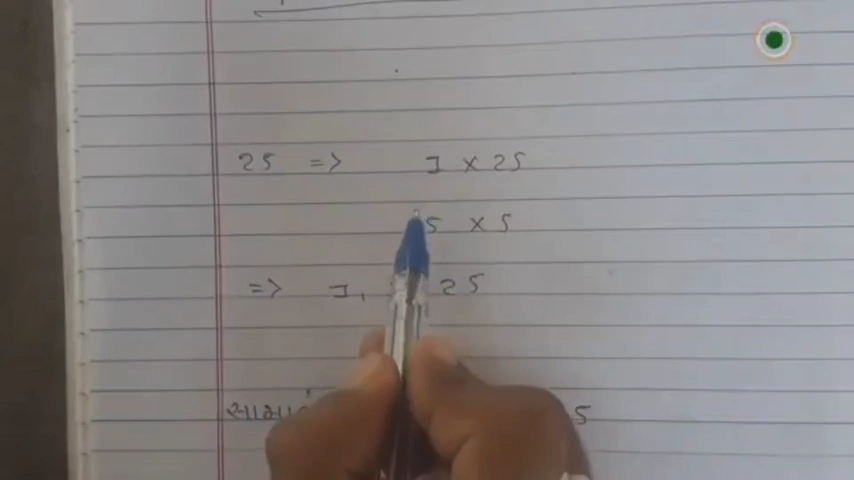 25 => 1 × 25
5 × 5
=> 1, 25
5